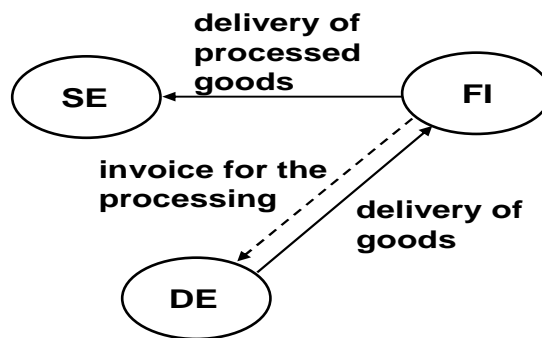 delivery of
processed
goods
SE
FI
invoice for the
processing
delivery of
goods
DE